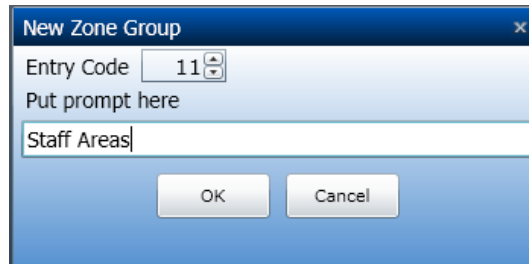 New Zone Group
Entry Code 11
Put prompt here
Staff Areas
OK Cancel